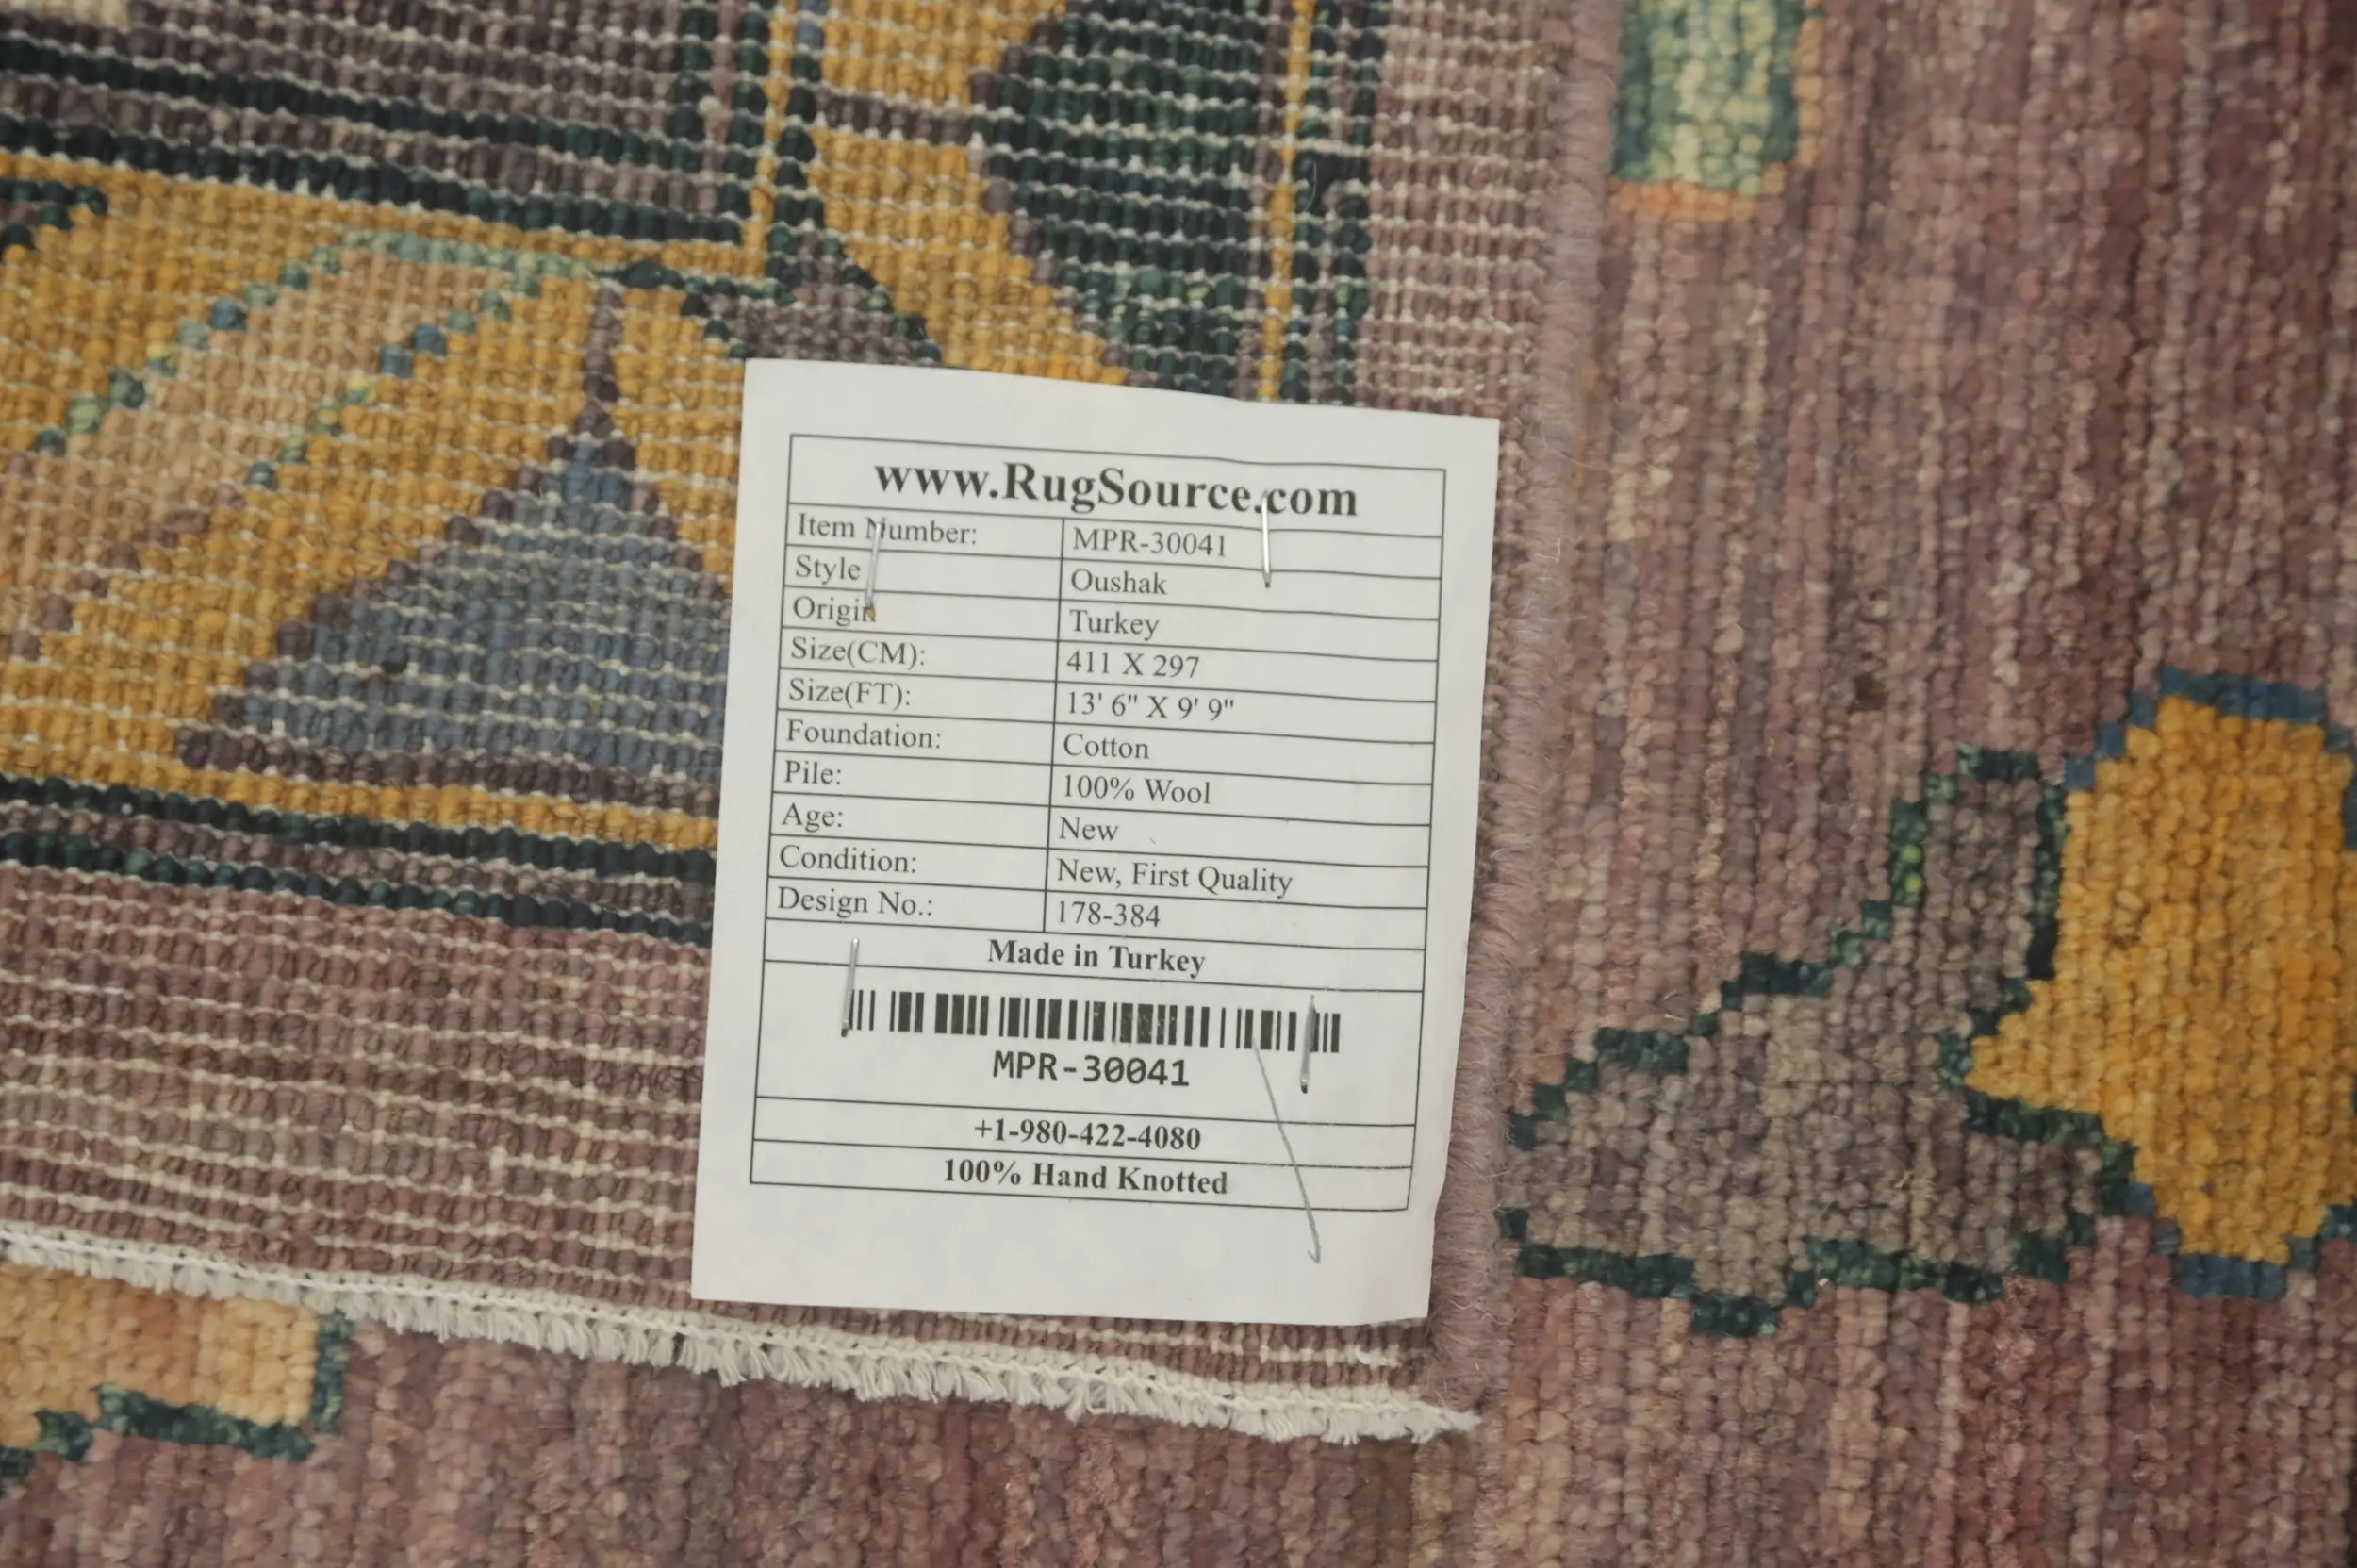 www.RugSource.com
Item Number: MPR-30041
Style Oushak
Origin Turkey
Size(CM): 411 X 297
Size(FT): 13' 6" X 9' 9"
Foundation: Cotton
Pile: 100% Wool
Age: New
Condition: New, First Quality
Design No.: 178-384
Made in Turkey
MPR-30041
+1-980-422-4080
100% Hand Knotted